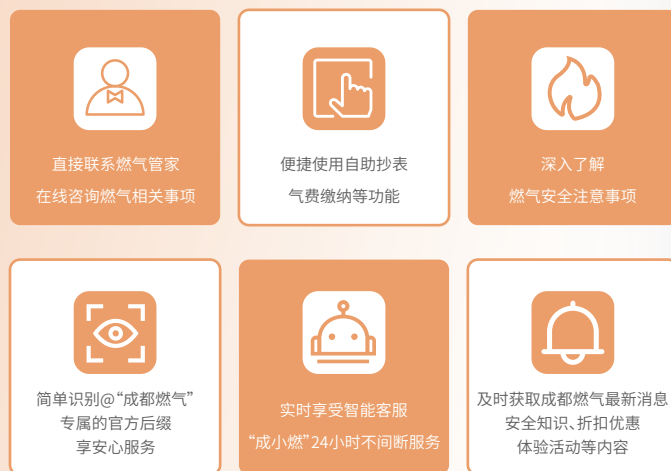 直接联系燃气管家
在线咨询燃气相关事项
便捷使用自助抄表
气费缴纳等功能
深入了解
燃气安全注意事项
简单识别@“成都燃气”
专属的官方后缀
享安心服务
实时享受智能客服
“成小燃”24小时不间断服务
及时获取成都燃气最新消息
安全知识、折扣优惠
体验活动等内容